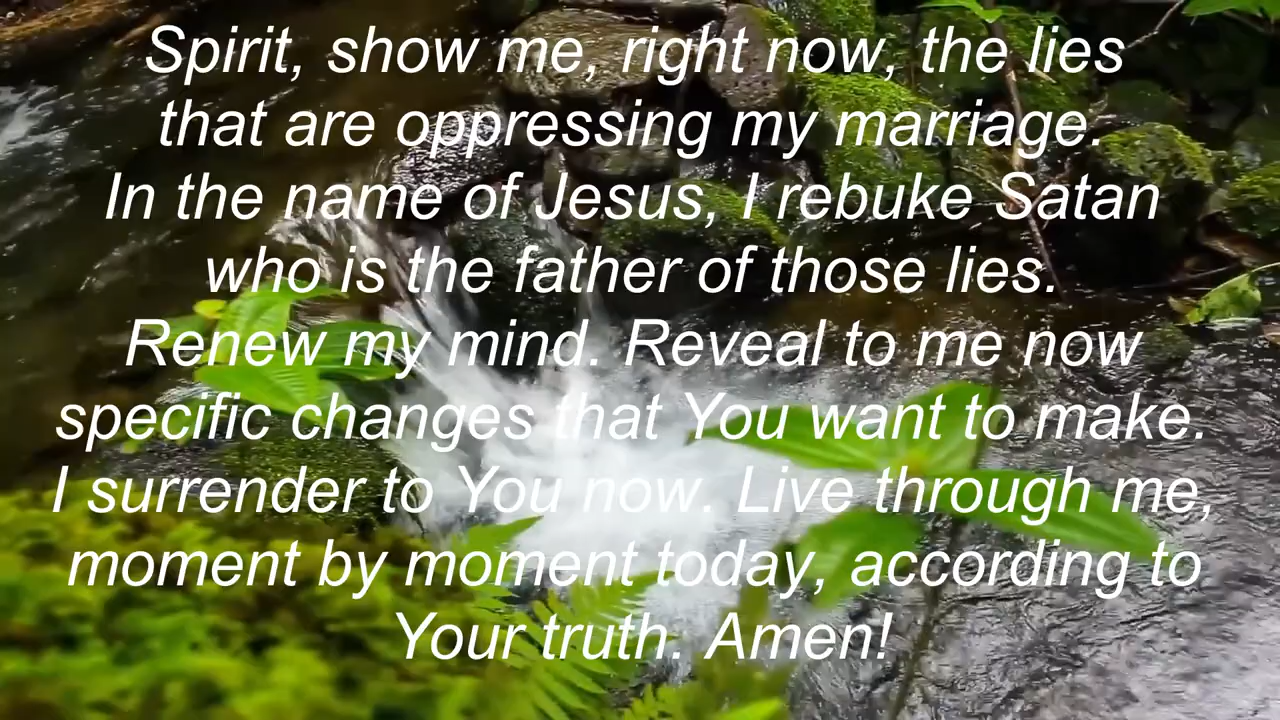 Spirit, show me, right now, the lies
that are oppressing my marriage.
In the name of Jesus, I rebuke Satan
who is the father of those lies.
Renew my mind. Reveal to me now
specific changes that You want to make.
I surrender to You now. Live through me,
moment by moment today, according to
Your truth. Amen!